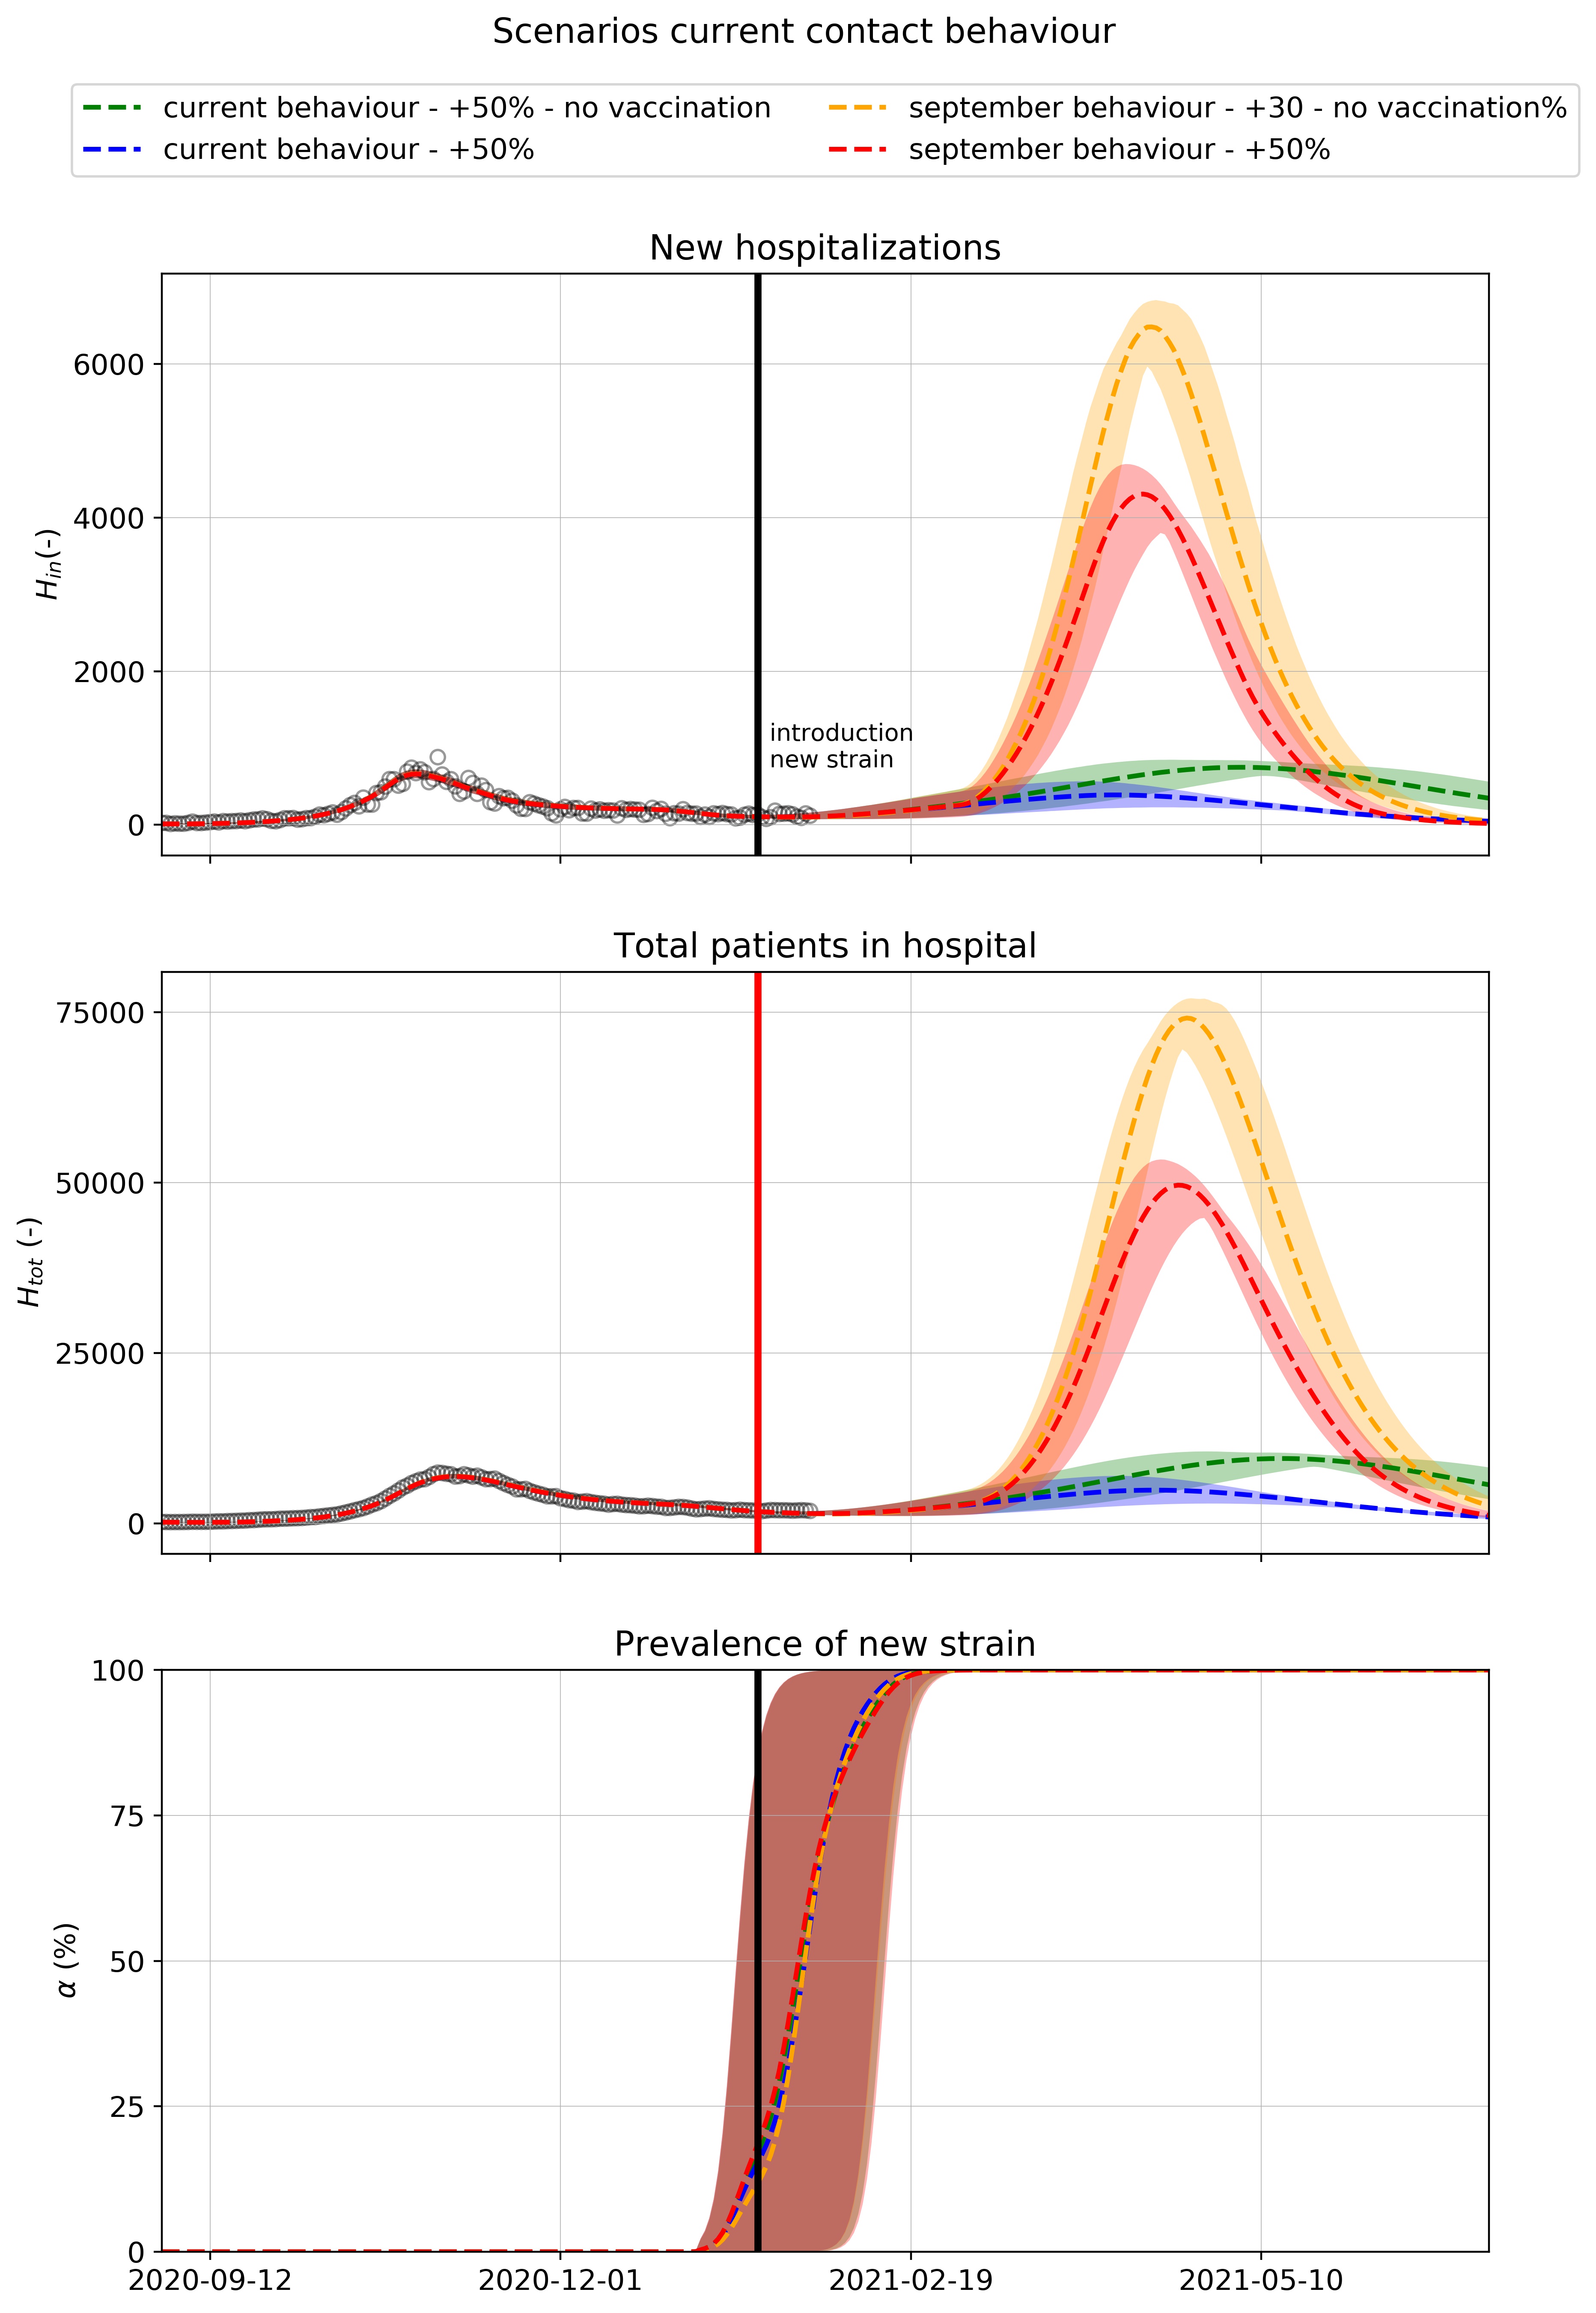 Scenarios current contact behaviour
current behaviour - +50% - no vaccination
september behaviour - +30 - no vaccination%
current behaviour - +50%
september behaviour - +50%
New hospitalizations
6000
4000
2000
0
H_in(-)
introduction
new strain
Total patients in hospital
75000
50000
25000
0
H_tot (-)
Prevalence of new strain
100
75
50
25
0
α (%)
2020-09-12 2020-12-01 2021-02-19 2021-05-10